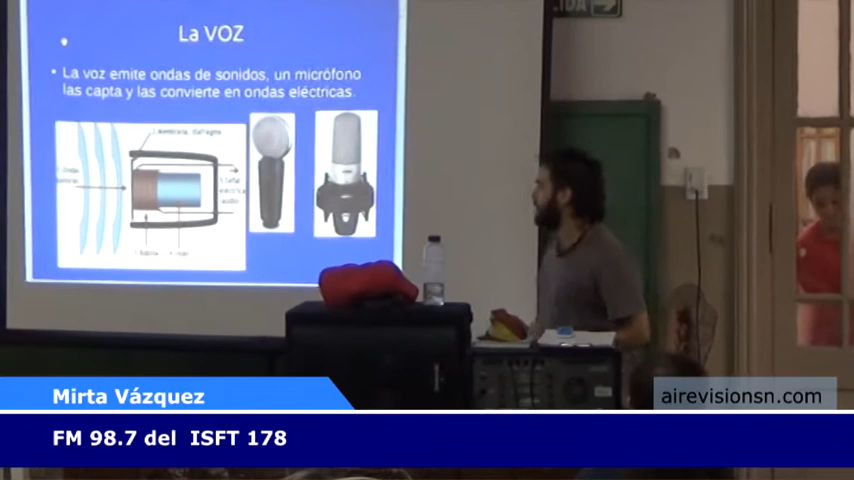 LIDA
La VOZ
• La voz emite ondas de sonidos, un micrófono
las capta y las convierte en ondas eléctricas.
Mirta Vázquez
airevisionsn.com
FM 98.7 del ISFT 178